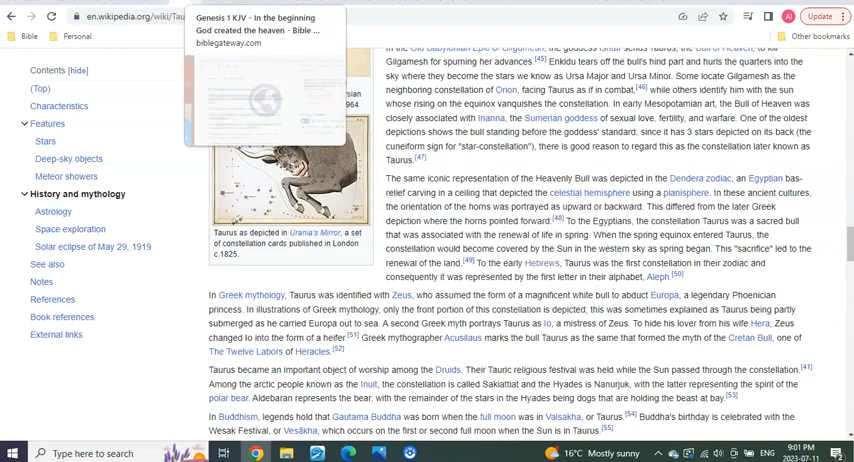 Genesis 1 KJV - In the beginning
God created the heaven - Bible ...
biblegateway.com
en.wikipedia.org/wiki/Tau
AI
Update
Bible
Personal
Other bookmarks
Contents [hide]
(Top)
Characteristics
Features
Stars
Deep-sky objects
Meteor showers
History and mythology
Astrology
Space exploration
Solar eclipse of May 29, 1919
See also
Notes
References
Book references
External links
ysian
964.
Taurus as depicted in Urania's Mirror, a set
of constellation cards published in London
c.1825.
In the Old Babylonian Epic of Gilgamesh, the goddess Ishtar sends Taurus, the Bull of Heaven, to kill
Gilgamesh for spurning her advances.[45] Enkidu tears off the bull's hind part and hurls the quarters into the
sky where they become the stars we know as Ursa Major and Ursa Minor. Some locate Gilgamesh as the
neighboring constellation of Orion, facing Taurus as if in combat,[46] while others identify him with the sun
whose rising on the equinox vanquishes the constellation. In early Mesopotamian art, the Bull of Heaven was
closely associated with Inanna, the Sumerian goddess of sexual love, fertility, and warfare. One of the oldest
depictions shows the bull standing before the goddess' standard; since it has 3 stars depicted on its back (the
cuneiform sign for "star-constellation"), there is good reason to regard this as the constellation later known as
Taurus.[47]
The same iconic representation of the Heavenly Bull was depicted in the Dendera zodiac, an Egyptian bas-
relief carving in a ceiling that depicted the celestial hemisphere using a planisphere. In these ancient cultures,
the orientation of the horns was portrayed as upward or backward. This differed from the later Greek
depiction where the horns pointed forward.[48] To the Egyptians, the constellation Taurus was a sacred bull
that was associated with the renewal of life in spring. When the spring equinox entered Taurus, the
constellation would become covered by the Sun in the western sky as spring began. This "sacrifice" led to the
renewal of the land.[49] To the early Hebrews, Taurus was the first constellation in their zodiac and
consequently it was represented by the first letter in their alphabet, Aleph.[50]
In Greek mythology, Taurus was identified with Zeus, who assumed the form of a magnificent white bull to abduct Europa, a legendary Phoenician
princess. In illustrations of Greek mythology, only the front portion of this constellation is depicted; this was sometimes explained as Taurus being partly
submerged as he carried Europa out to sea. A second Greek myth portrays Taurus as Io, a mistress of Zeus. To hide his lover from his wife Hera, Zeus
changed Io into the form of a heifer.[51] Greek mythographer Acusilaus marks the bull Taurus as the same that formed the myth of the Cretan Bull, one of
The Twelve Labors of Heracles.[52]
Taurus became an important object of worship among the Druids. Their Tauric religious festival was held while the Sun passed through the constellation.[41]
Among the arctic people known as the Inuit, the constellation is called Sakiattiat and the Hyades is Nanurjuk, with the latter representing the spirit of the
polar bear. Aldebaran represents the bear, with the remainder of the stars in the Hyades being dogs that are holding the beast at bay.[53]
In Buddhism, legends hold that Gautama Buddha was born when the full moon was in Vaisakha, or Taurus.[54] Buddha's birthday is celebrated with the
Wesak Festival, or Vesākha, which occurs on the first or second full moon when the Sun is in Taurus.[55]
Type here to search
16°C Mostly sunny
ENG
9:01 PM
2023-07-11
2